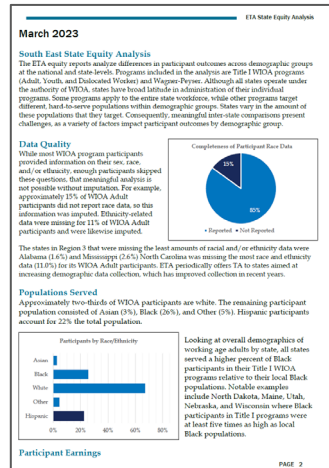 ETA State Equity Analysis
March 2023
South East State Equity Analysis
The ETA equity reports analyze differences in participant outcomes across demographic groups
at the national and state-levels. Programs included in the analysis are Title I WIOA programs
(Adult, Youth, and Dislocated Worker) and Wagner-Peyser. Although all states operate under
the authority of WIOA, states have broad latitude in administration of their individual
programs. Some programs apply to the entire state workforce, while other programs target
different, hard-to-serve populations within demographic groups. States vary in the amount of
these populations that they target. Consequently, meaningful inter-state comparisons present
challenges, as a variety of factors impact participant outcomes by demographic group.
Data Quality
While most WIOA program participants
provided information on their sex, race,
and/or ethnicity, enough participants skipped
these questions, that meaningful analysis is
not possible without imputation. For example,
approximately 15% of WIOA Adult
participants did not report race data, so this
information was imputed. Ethnicity-related
data were missing for 11% of WIOA Adult
participants and were likewise imputed.
Completeness of Participant Race Data
15%
85%
Reported Not Reported
The states in Region 3 that were missing the least amounts of racial and/or ethnicity data were
Alabama (1.6%) and Mississippi (2.6%) North Carolina was missing the most race and ethnicity
data (11.0%) for its WIOA Adult participants. ETA periodically offers TA to states aimed at
increasing demographic data collection, which has improved collection in recent years.
Populations Served
Approximately two-thirds of WIOA participants are white. The remaining participant
population consisted of Asian (3%), Black (26%), and Other (5%). Hispanic participants
account for 22% the total population.
Participants by Race/Ethnicity
Asian
Black
White
Other
Hispanic
0% 20% 40% 60% 80%
Looking at overall demographics of
working age adults by state, all states
served a higher percent of Black
participants in their Title I WIOA
programs relative to their local Black
populations. Notable examples
include North Dakota, Maine, Utah,
Nebraska, and Wisconsin where Black
participants in Title I programs were
at least five times as high as local
Black populations.
Participant Earnings
PAGE 2